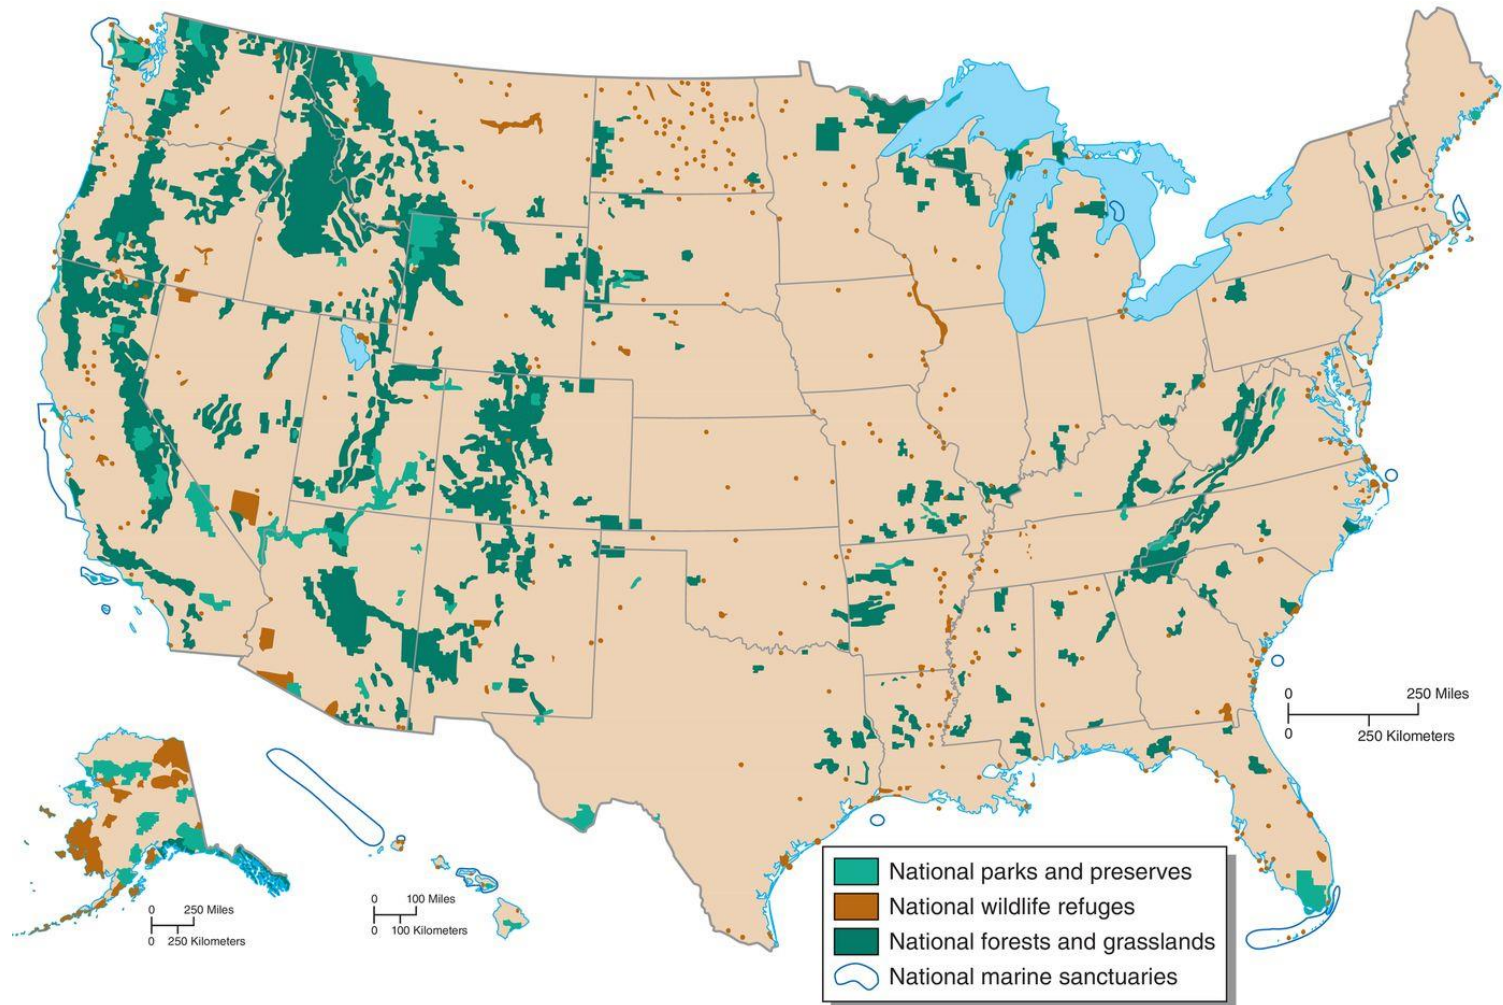 0 250 Miles
0 250 Kilometers
0 250 Miles
0 250 Kilometers
0 100 Miles
0 100 Kilometers
National parks and preserves
National wildlife refuges
National forests and grasslands
National marine sanctuaries